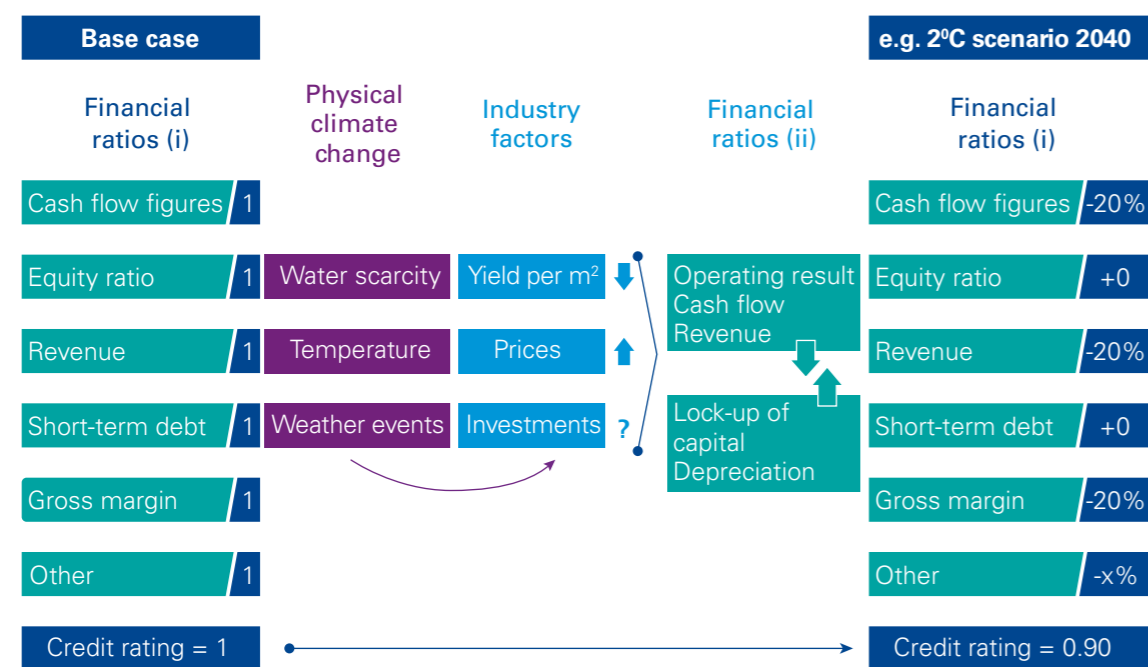 Base case
e.g. 2⁰C scenario 2040
Financial
ratios (i)
Physical
climate
change
Industry
factors
Financial
ratios (ii)
Financial
ratios (i)
Cash flow figures 1
Cash flow figures -20%
Equity ratio 1
Water scarcity
Yield per m²
Operating result
Cash flow
Revenue
Equity ratio +0
Revenue 1
Temperature
Prices
Revenue -20%
Short-term debt 1
Weather events
Investments ?
Lock-up of
capital
Depreciation
Short-term debt +0
Gross margin 1
Gross margin -20%
Other 1
Other -x%
Credit rating = 1
Credit rating = 0.90